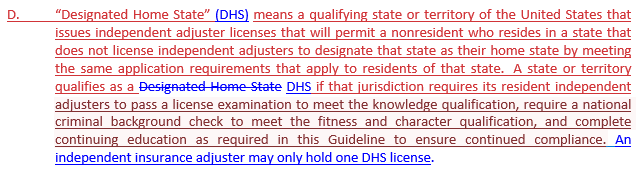 D. “Designated Home State” (DHS) means a qualifying state or territory of the United States that
issues independent adjuster licenses that will permit a nonresident who resides in a state that
does not license independent adjusters to designate that state as their home state by meeting
the same application requirements that apply to residents of that state. A state or territory
qualifies as a Designated Home State DHS if that jurisdiction requires its resident independent
adjusters to pass a license examination to meet the knowledge qualification, require a national
criminal background check to meet the fitness and character qualification, and complete
continuing education as required in this Guideline to ensure continued compliance. An
independent insurance adjuster may only hold one DHS license.